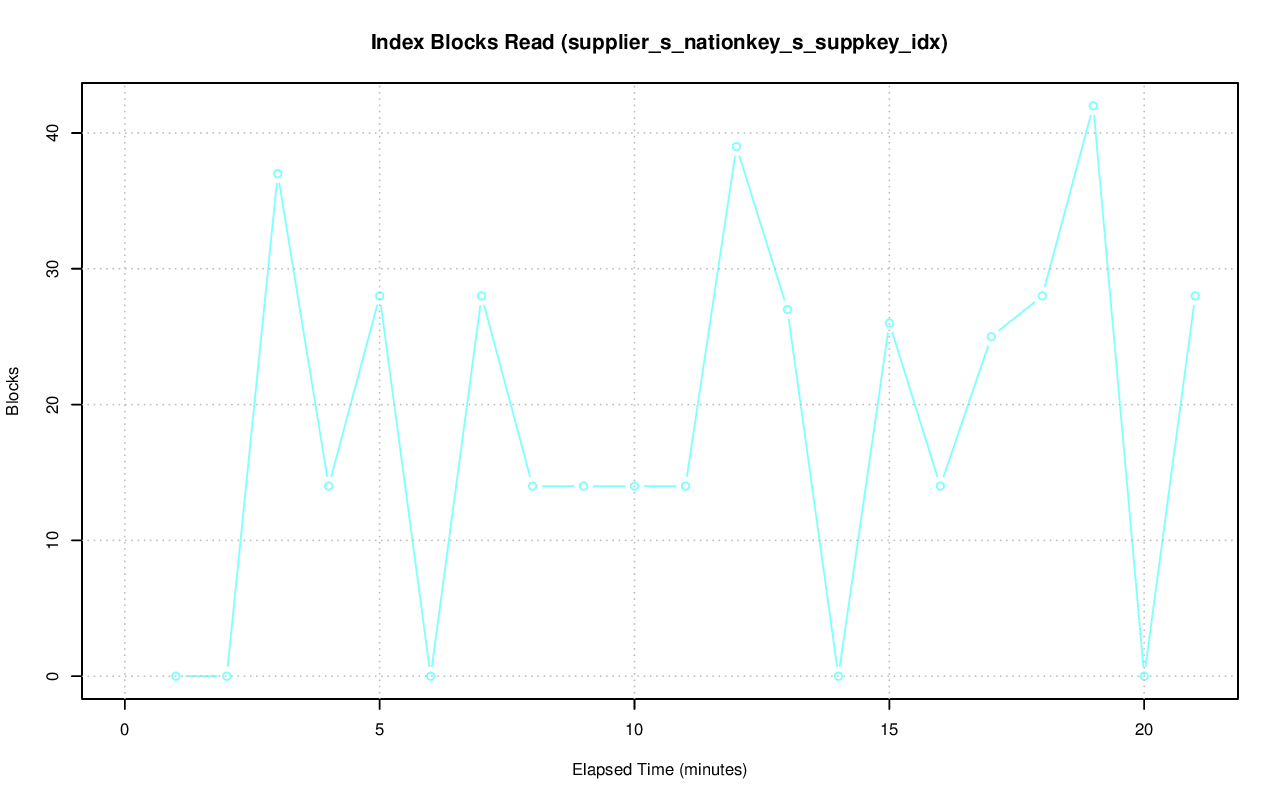 Index Blocks Read (supplier_s_nationkey_s_suppkey_idx)
40
30
20
10
0
Blocks
0 5 10 15 20
Elapsed Time (minutes)